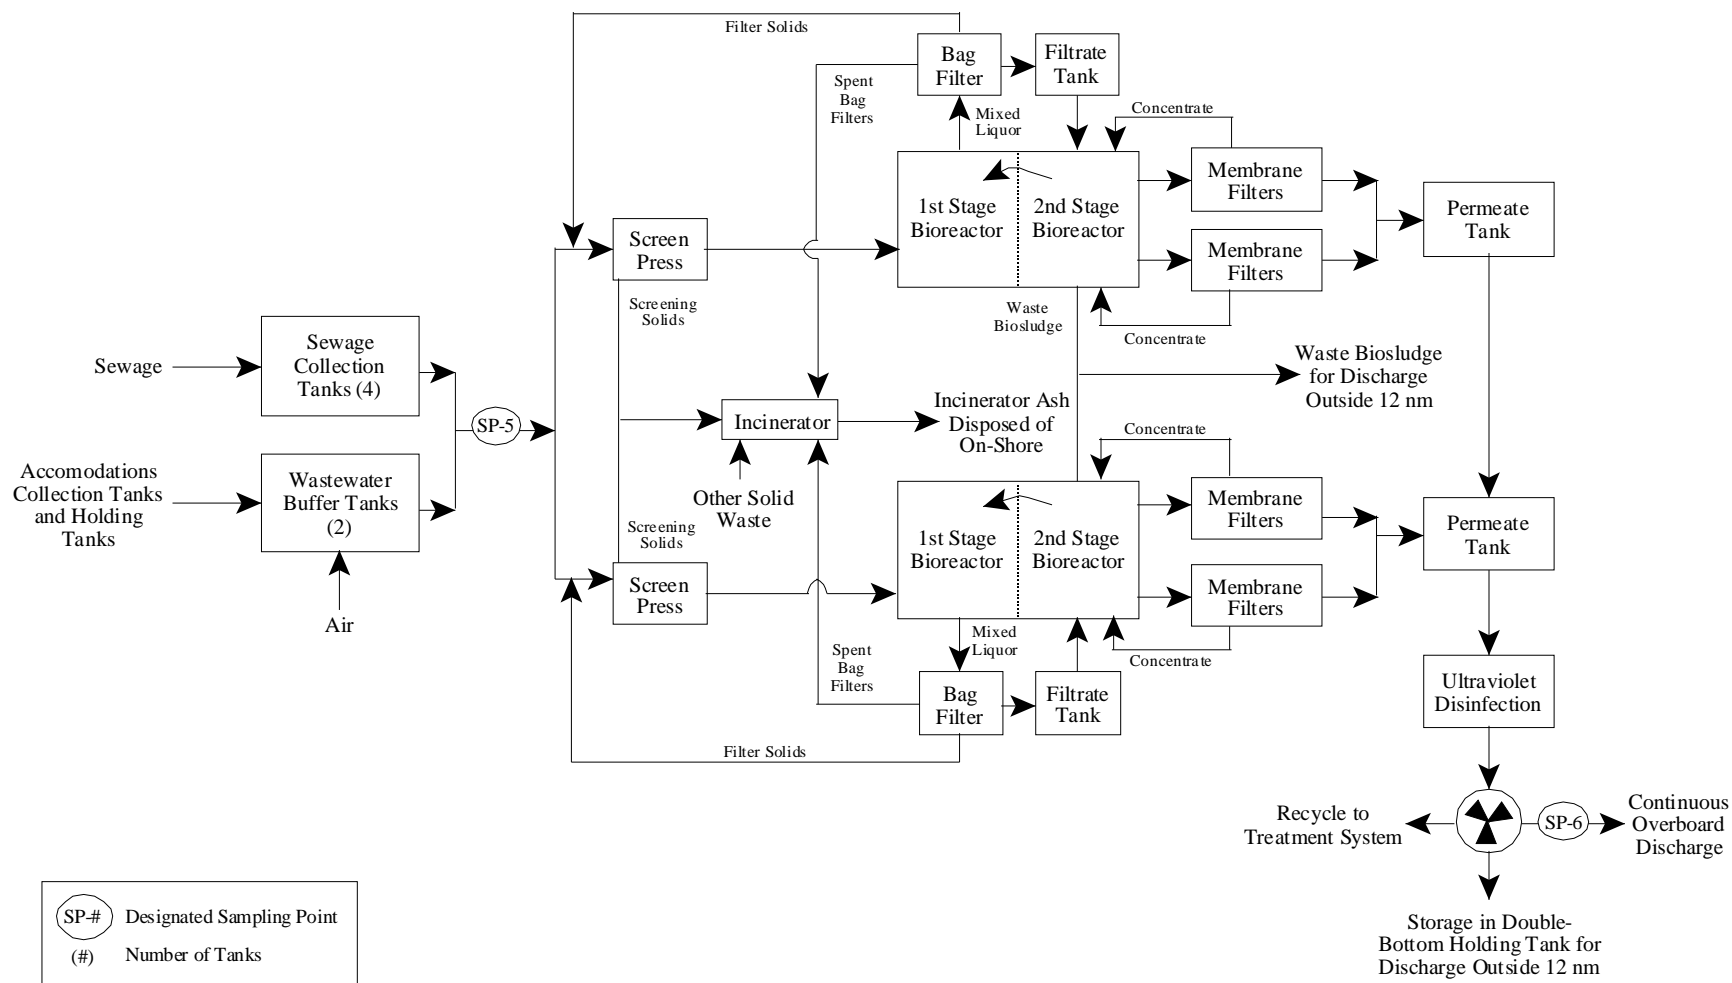 Filter Solids
Bag
Filter
Filtrate
Tank
Spent
Bag
Filters
Mixed
Liquor
Concentrate
Membrane
Filters
1st Stage
Bioreactor
2nd Stage
Bioreactor
Permeate
Tank
Screen
Press
Membrane
Filters
Screening
Solids
Waste
Biosludge
Concentrate
Sewage
Sewage
Collection
Tanks (4)
Waste Biosludge
for Discharge
Outside 12 nm
SP-5
Incinerator
Incinerator Ash
Disposed of
On-Shore
Concentrate
Accomodations
Collection Tanks
and Holding
Tanks
Wastewater
Buffer Tanks
(2)
Other Solid
Waste
Membrane
Filters
Screening
Solids
1st Stage
Bioreactor
2nd Stage
Bioreactor
Permeate
Tank
Screen
Press
Membrane
Filters
Air
Mixed
Liquor
Spent
Bag
Filters
Concentrate
Bag
Filter
Filtrate
Tank
Ultraviolet
Disinfection
Filter Solids
Recycle to
Treatment System
SP-6
Continuous
Overboard
Discharge
SP-# Designated Sampling Point
(#) Number of Tanks
Storage in Double-
Bottom Holding Tank for
Discharge Outside 12 nm